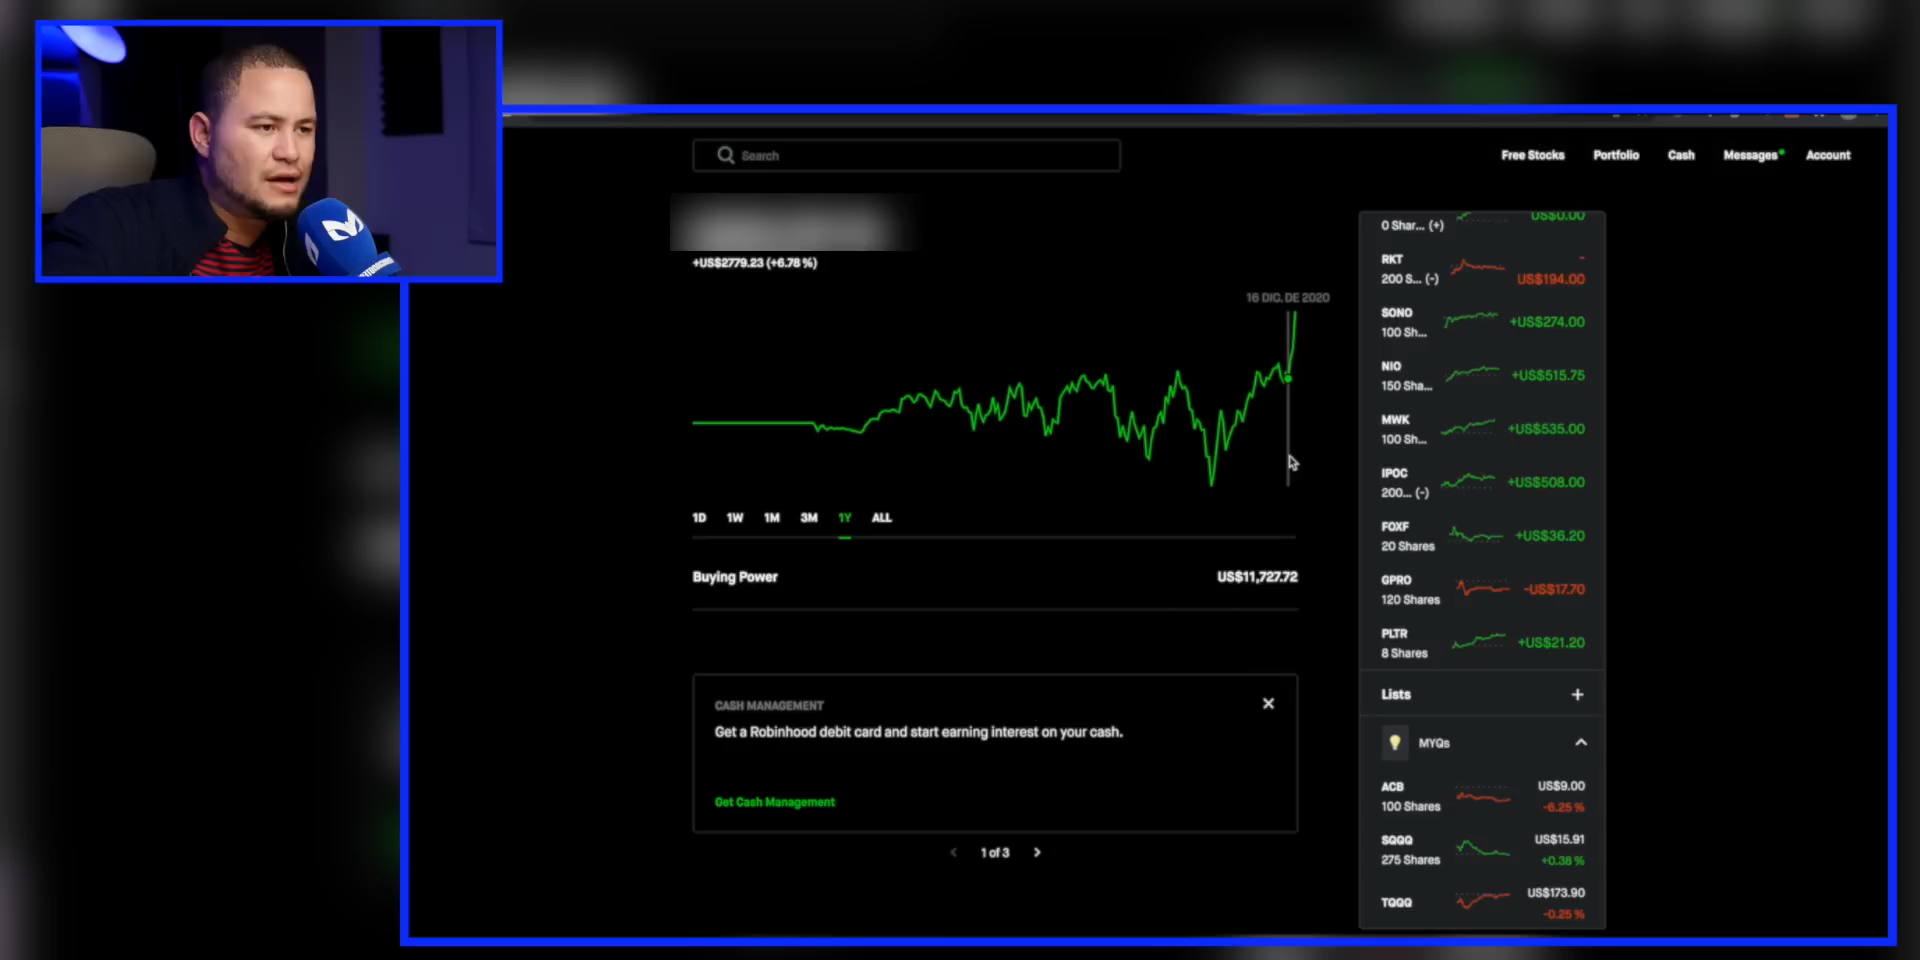 Search
Free Stocks
Portfolio
Cash
Messages
Account
+US$2779.23 (+6.78 %)
16 DIC. DE 2020
1D
1W
1M
3M
1Y
ALL
Buying Power
US$11,727.72
CASH MANAGEMENT
Get a Robinhood debit card and start earning interest on your cash.
Get Cash Management
1 of 3
US$0.00
0 Shar... (+)
RKT
-
200 S... (-)
US$194.00
SONO
100 Sh...
+US$274.00
NIO
150 Sha...
+US$515.75
MWK
100 Sh...
+US$535.00
IPOC
200... (-)
+US$508.00
FOXF
20 Shares
+US$36.20
GPRO
120 Shares
-US$17.70
PLTR
8 Shares
+US$21.20
Lists
+
MYQs
ACB
US$9.00
100 Shares
-6.25 %
SQQQ
US$15.91
275 Shares
+0.38 %
TQQQ
US$173.90
-0.25 %